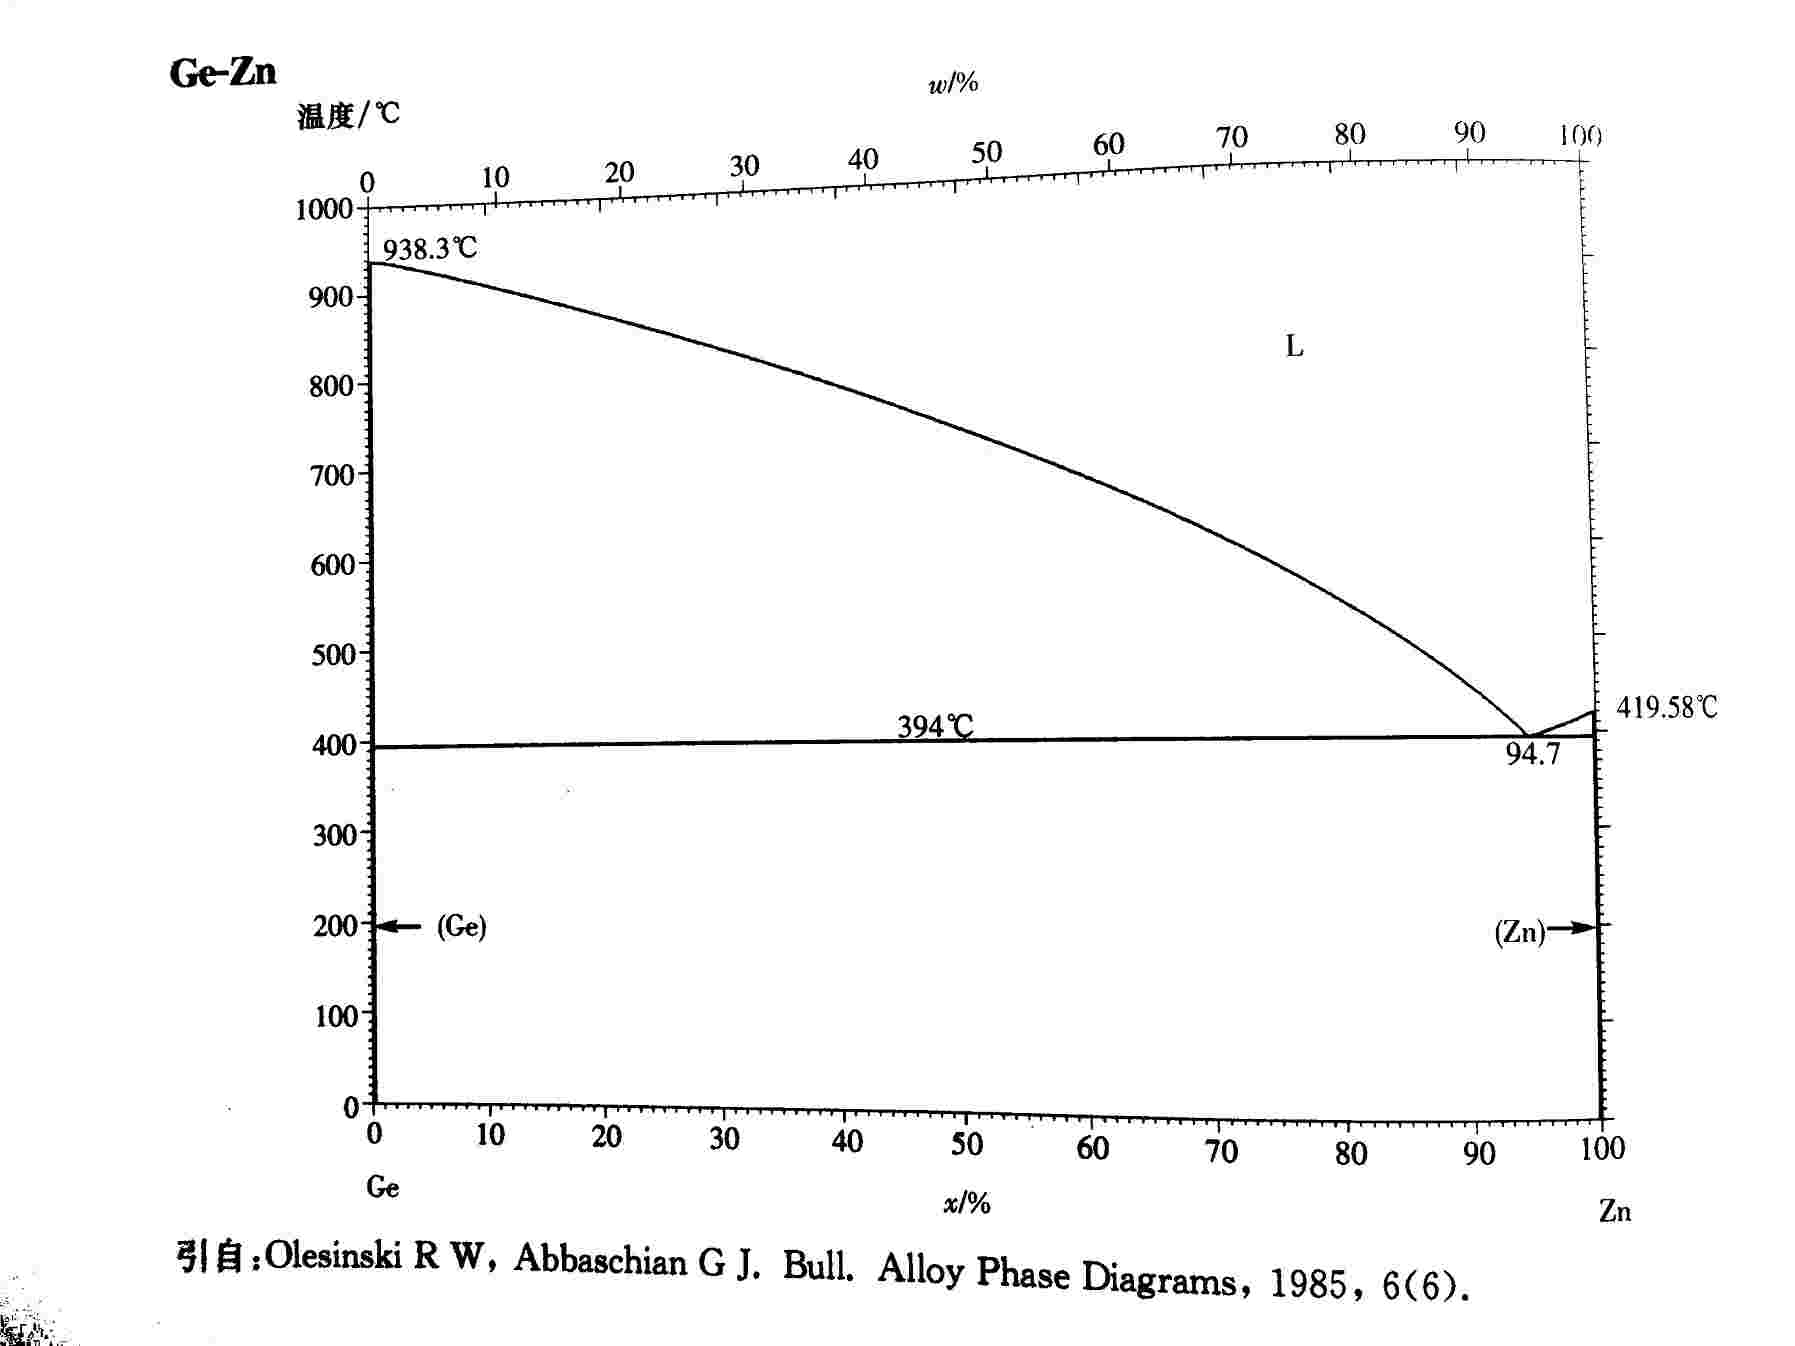 Ge-Zn
w/%
温度/℃
0 10 20 30 40 50 60 70 80 90 100
1000
938.3℃
900
L
800
700
600
500
419.58℃
394℃
400
94.7
300
200
(Ge)
(Zn)
100
0
0 10 20 30 40 50 60 70 80 90 100
Ge
x/%
Zn
引自:Olesinski R W, Abbaschian G J. Bull. Alloy Phase Diagrams, 1985, 6(6).